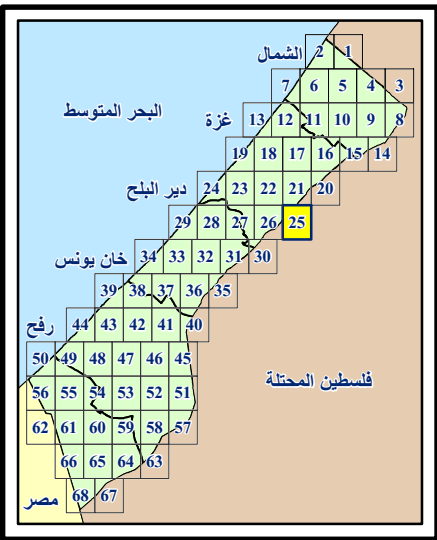 الشمال 2 1
7 6 5 4 3
البحر المتوسط
غزة 13 12 11 10 9 8
19 18 17 16 15 14
دير البلح 24 23 22 21 20
29 28 27 26 25
خان يونس 34 33 32 31 30
39 38 37 36 35
رفح 44 43 42 41 40
50 49 48 47 46 45
فلسطين المحتلة
56 55 54 53 52 51
62 61 60 59 58 57
66 65 64 63
مصر 68 67